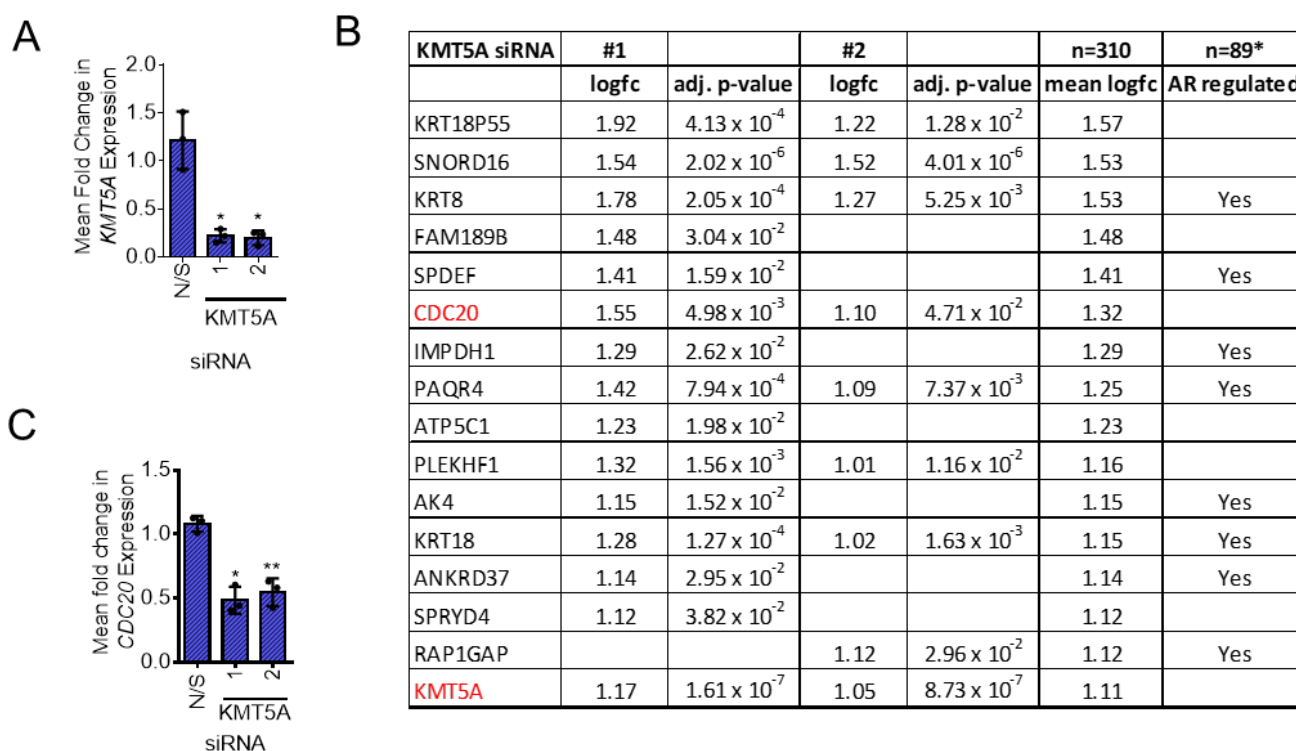 A
Mean Fold Change in
KMT5A Expression
2.0
1.5
1.0
0.5
0.0
N/S
1
2
*
*
KMT5A
siRNA
B
KMT5A siRNA #1 #2 n=310 n=89*
logfc adj. p-value logfc adj. p-value mean logfc AR regulated
KRT18P55 1.92 4.13 x 10-4 1.22 1.28 x 10-2 1.57
SNORD16 1.54 2.02 x 10-6 1.52 4.01 x 10-6 1.53
KRT8 1.78 2.05 x 10-4 1.27 5.25 x 10-3 1.53 Yes
FAM189B 1.48 3.04 x 10-2 1.48
SPDEF 1.41 1.59 x 10-2 1.41 Yes
CDC20 1.55 4.98 x 10-3 1.10 4.71 x 10-2 1.32
IMPDH1 1.29 2.62 x 10-2 1.29 Yes
PAQR4 1.42 7.94 x 10-4 1.09 7.37 x 10-3 1.25 Yes
ATP5C1 1.23 1.98 x 10-2 1.23
PLEKHF1 1.32 1.56 x 10-3 1.01 1.16 x 10-2 1.16
AK4 1.15 1.52 x 10-2 1.15 Yes
KRT18 1.28 1.27 x 10-4 1.02 1.63 x 10-3 1.15 Yes
ANKRD37 1.14 2.95 x 10-2 1.14 Yes
SPRYD4 1.12 3.82 x 10-2 1.12
RAP1GAP 1.12 2.96 x 10-2 1.12 Yes
KMT5A 1.17 1.61 x 10-7 1.05 8.73 x 10-7 1.11
C
Mean fold change in
CDC20 Expression
1.5
1.0
0.5
0.0
N/S
1
2
*
**
KMT5A
siRNA